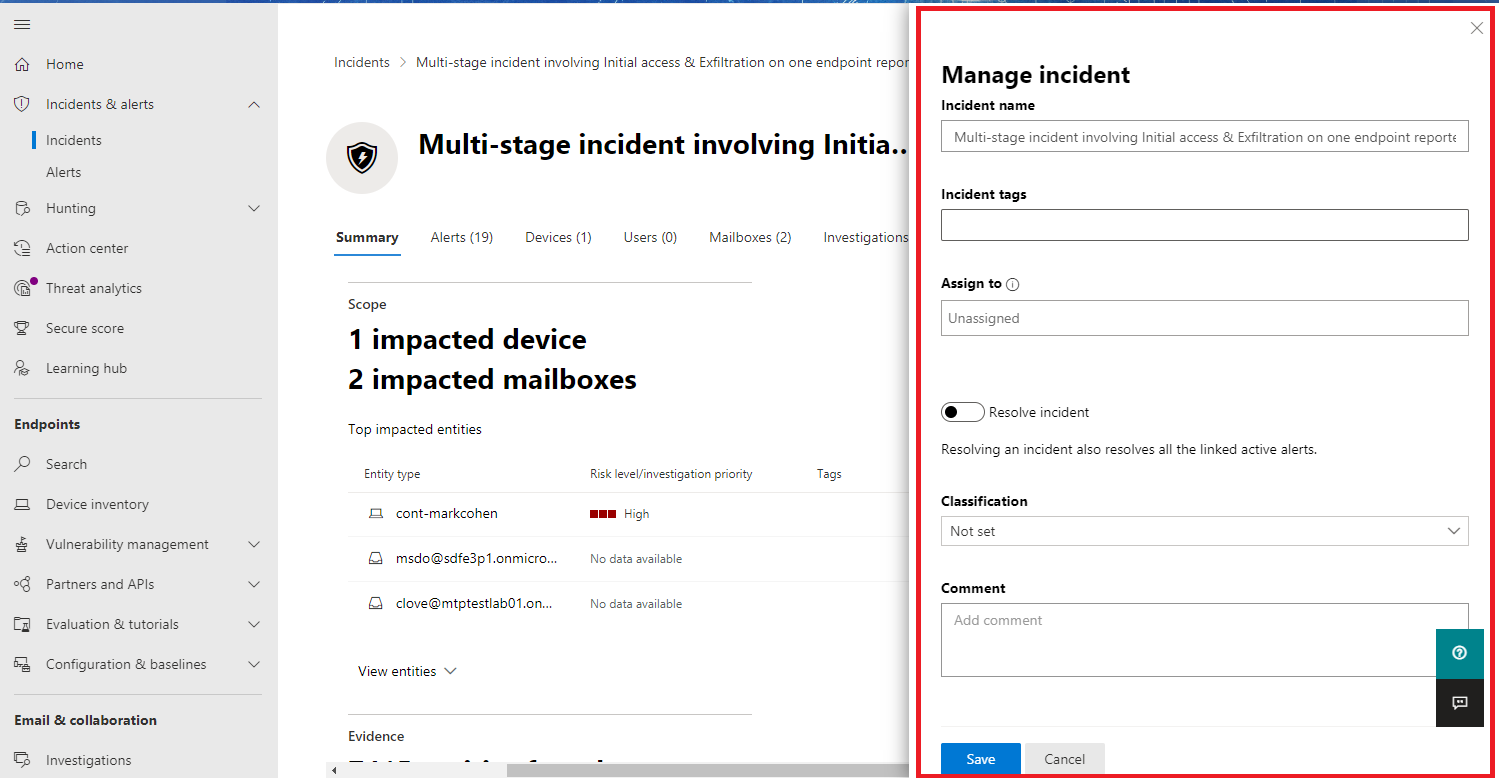 Home
Incidents & alerts
Incidents
Alerts
Hunting
Action center
Threat analytics
Secure score
Learning hub
Endpoints
Search
Device inventory
Vulnerability management
Partners and APIs
Evaluation & tutorials
Configuration & baselines
Email & collaboration
Investigations
Incidents > Multi-stage incident involving Initial access & Exfiltration on one endpoint repor
Multi-stage incident involving Initia...
Summary Alerts (19) Devices (1) Users (0) Mailboxes (2) Investigations
Scope
1 impacted device
2 impacted mailboxes
Top impacted entities
Entity type Risk level/investigation priority Tags
cont-markcohen High
msdo@sdfe3p1.onmicro... No data available
clove@mtptestlab01.on... No data available
View entities
Evidence
Manage incident
Incident name
Multi-stage incident involving Initial access & Exfiltration on one endpoint reporte
Incident tags
Assign to
Unassigned
Resolve incident
Resolving an incident also resolves all the linked active alerts.
Classification
Not set
Comment
Add comment
Save Cancel